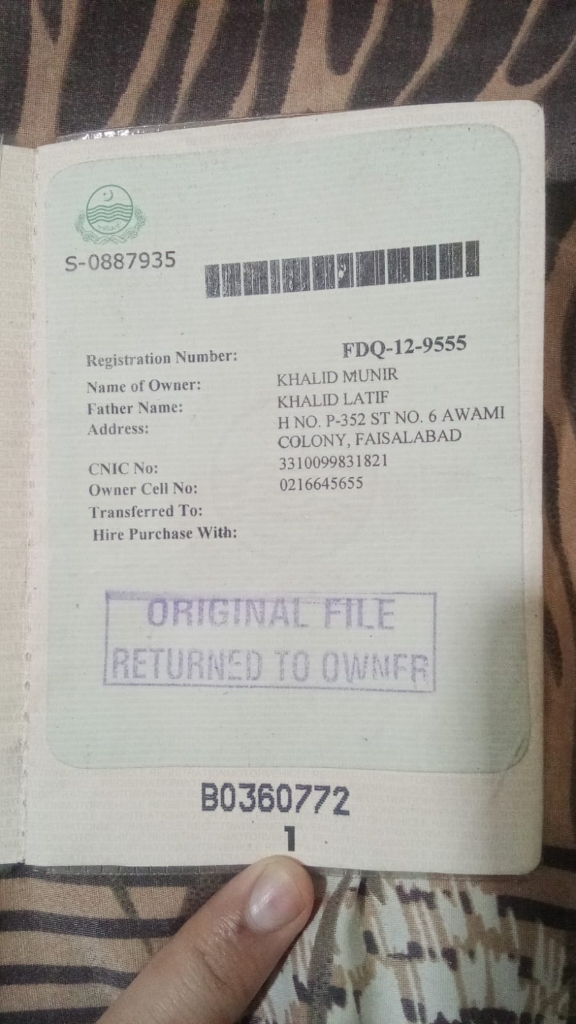 S-0887935
Registration Number: FDQ-12-9555
Name of Owner: KHALID MUNIR
Father Name: KHALID LATIF
Address: H NO. P-352 ST NO. 6 AWAMI
COLONY, FAISALABAD
CNIC No: 3310099831821
Owner Cell No: 0216645655
Transferred To:
Hire Purchase With:
ORIGINAL FILE
RETURNED TO OWNER
B0360772
1